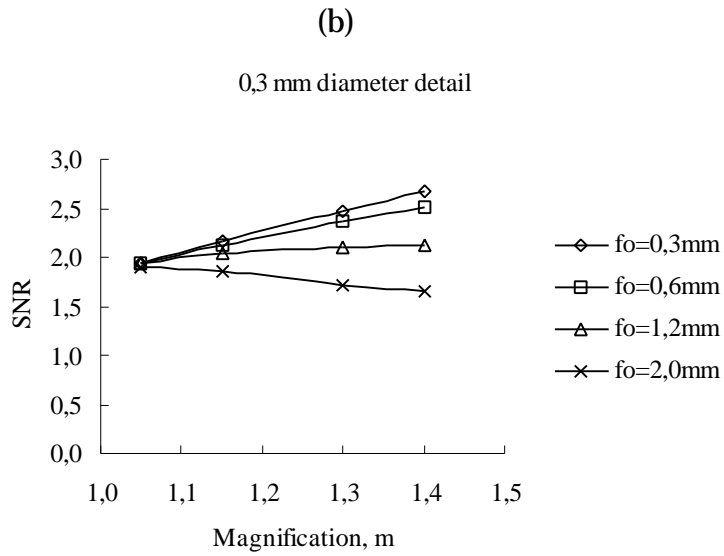 (b)
0,3 mm diameter detail
3,0
2,5
2,0
1,5
1,0
0,5
0,0
SNR
1,0 1,1 1,2 1,3 1,4 1,5
Magnification, m
fo=0,3mm
fo=0,6mm
fo=1,2mm
fo=2,0mm